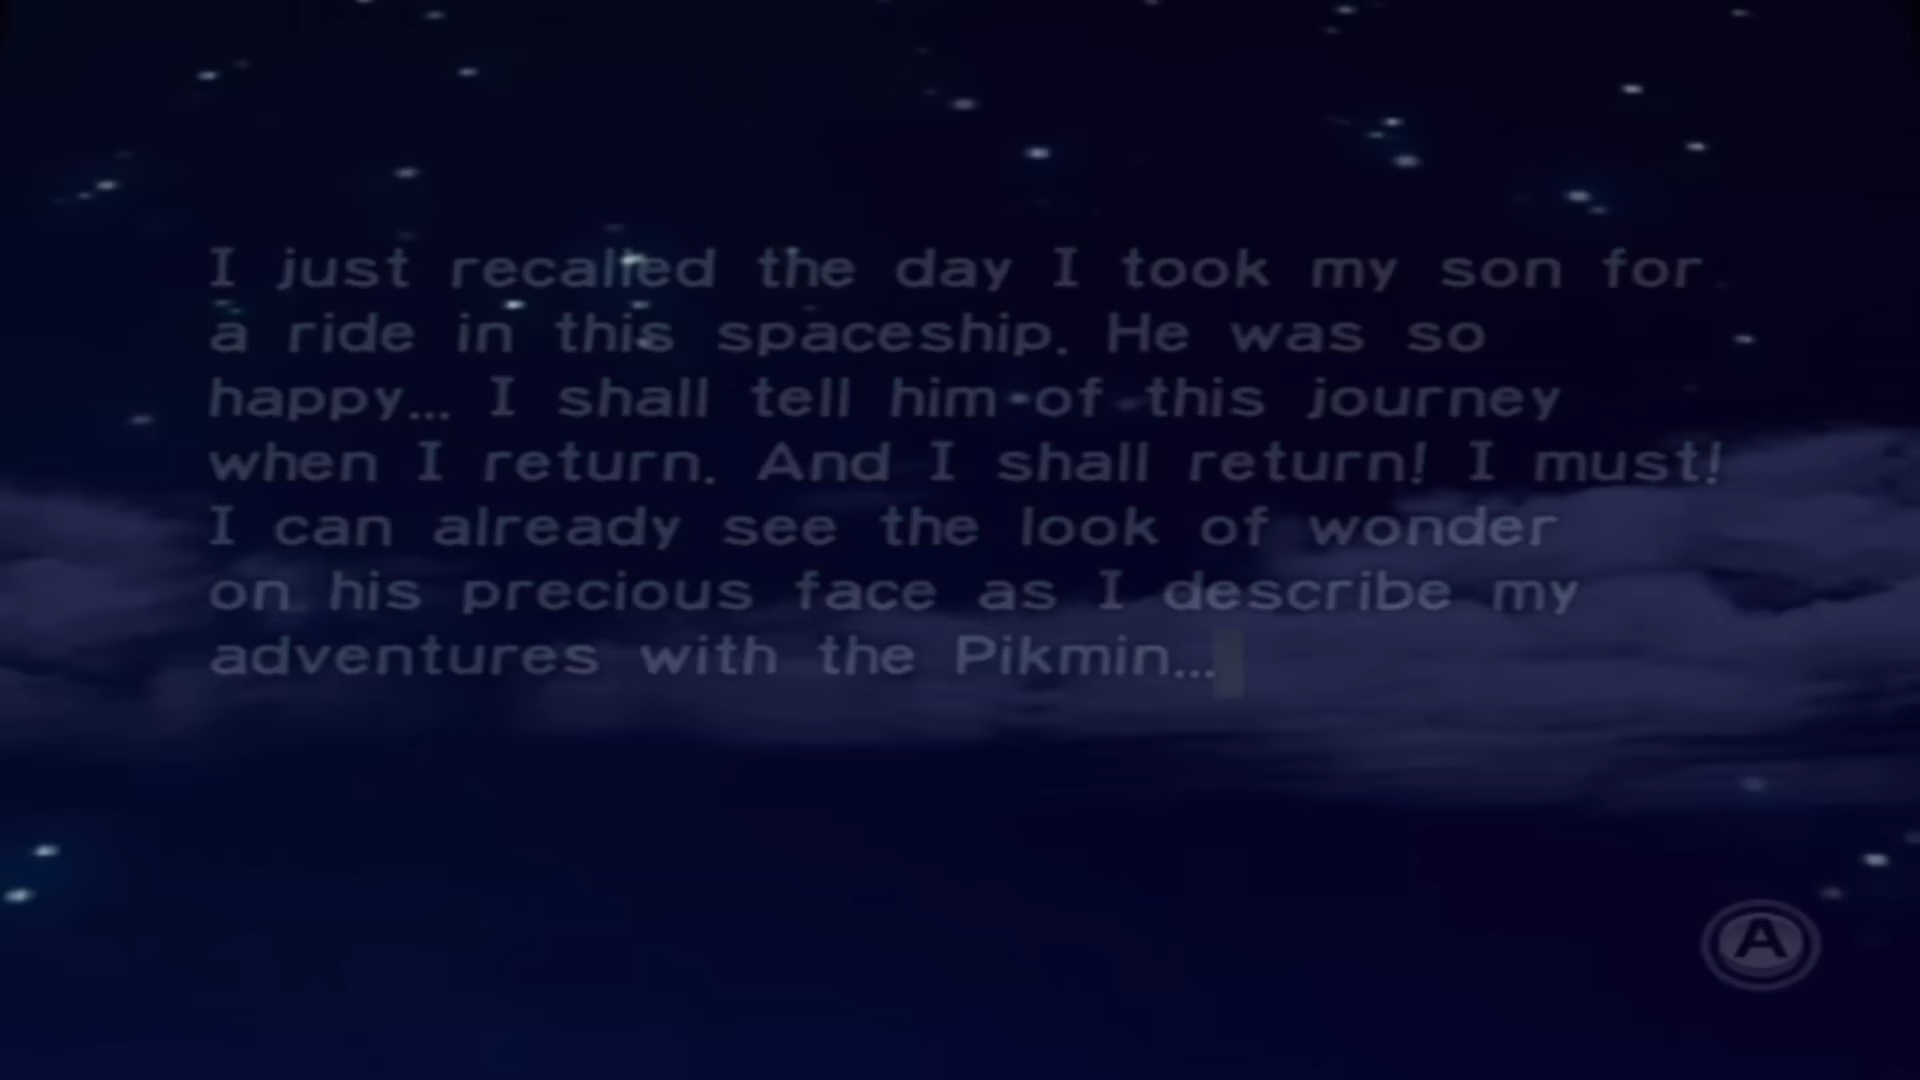 I just recalled the day I took my son for
a ride in this spaceship. He was so
happy... I shall tell him of this journey
when I return. And I shall return! I must!
I can already see the look of wonder
on his precious face as I describe my
adventures with the Pikmin...
A